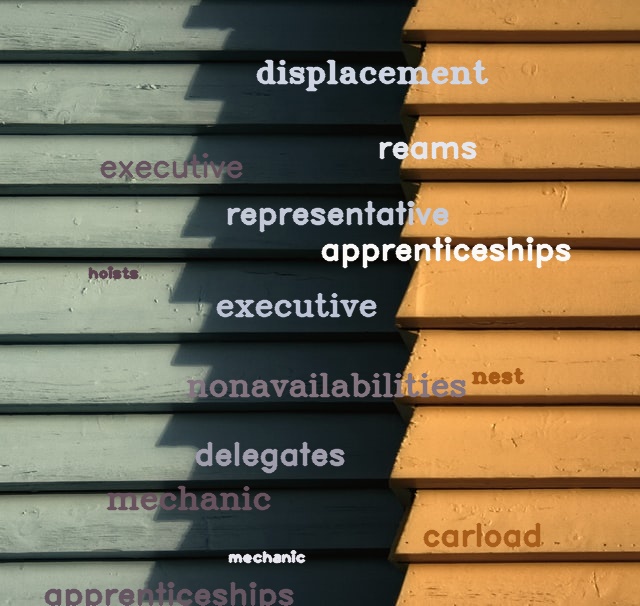 displacement
reams
executive
representative
apprenticeships
hoists
executive
nest
nonavailabilities
delegates
mechanic
carload
mechanic
apprenticeships